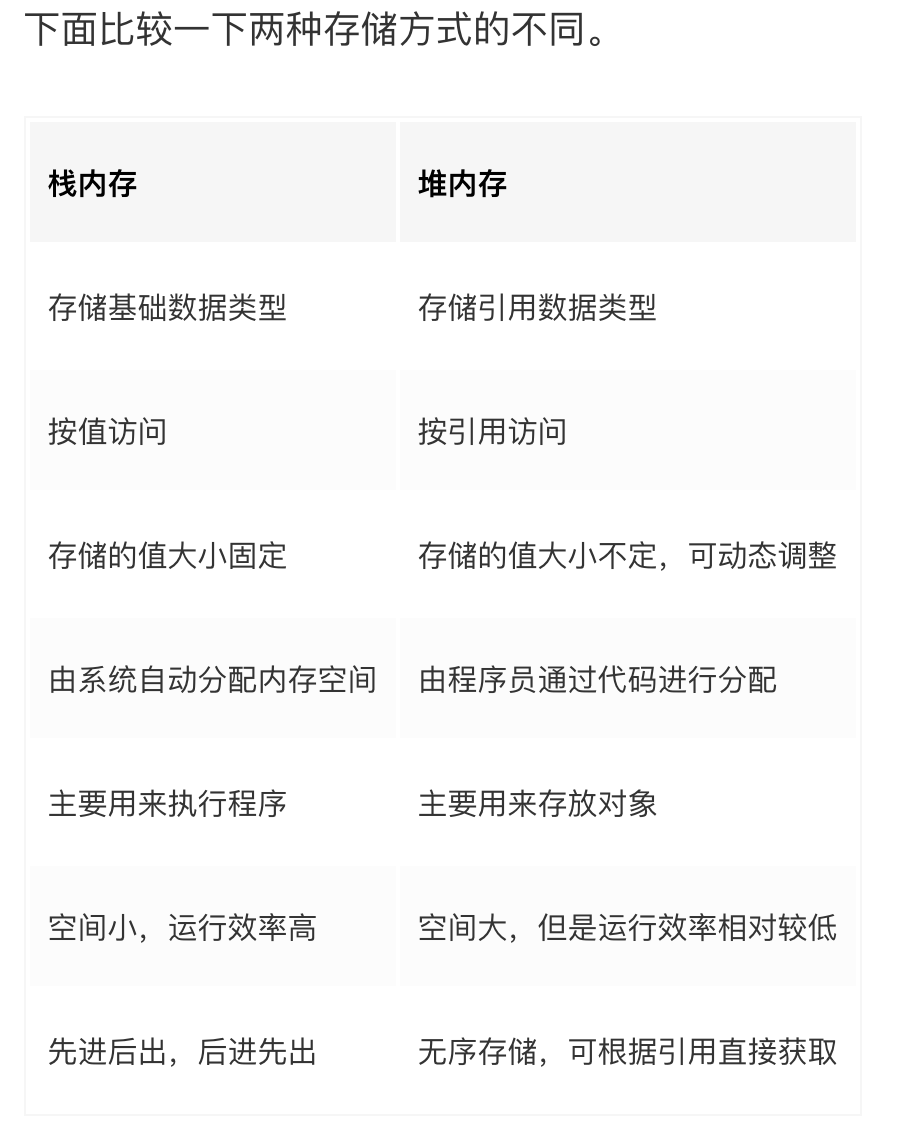 下面比较一下两种存储方式的不同。
栈内存 堆内存
存储基础数据类型 存储引用数据类型
按值访问 按引用访问
存储的值大小固定 存储的值大小不定，可动态调整
由系统自动分配内存空间 由程序员通过代码进行分配
主要用来执行程序 主要用来存放对象
空间小，运行效率高 空间大，但是运行效率相对较低
先进后出，后进先出 无序存储，可根据引用直接获取